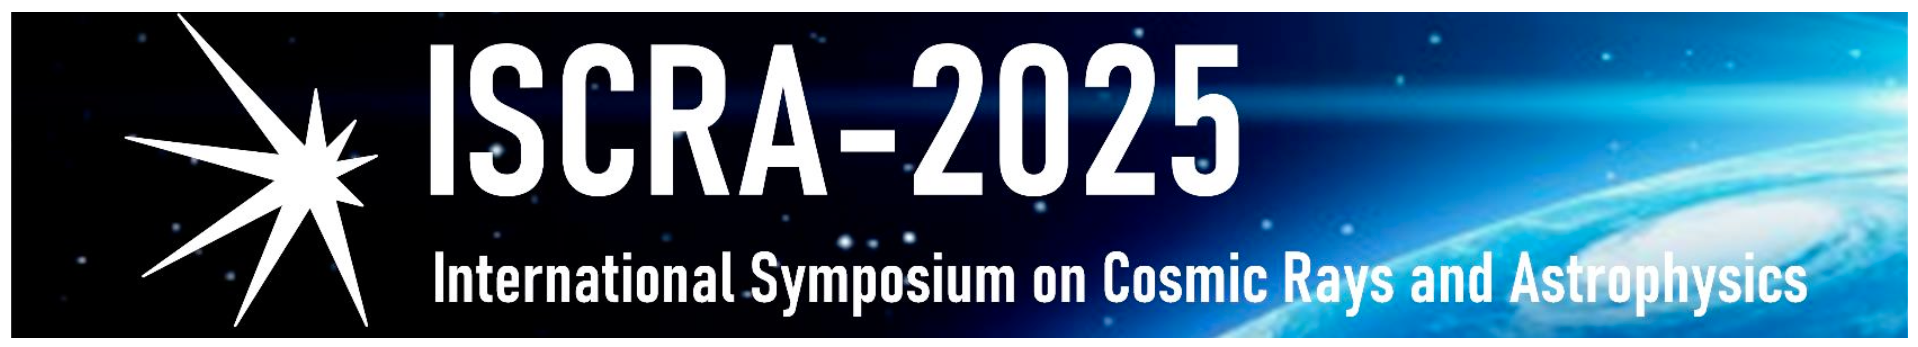 ISCRA-2025
International Symposium on Cosmic Rays and Astrophysics